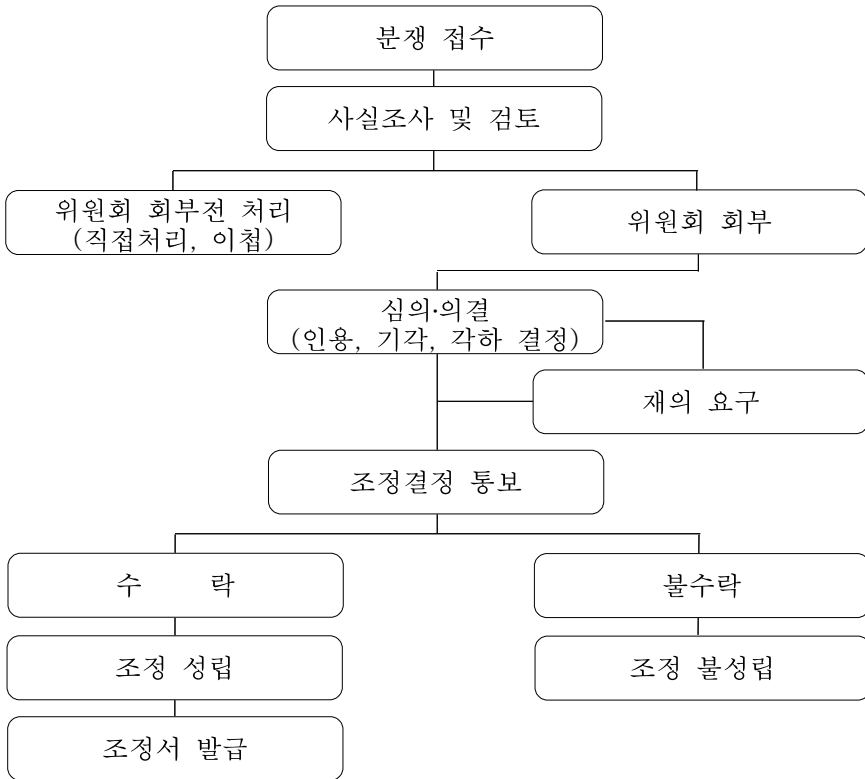 분쟁 접수
사실조사 및 검토
위원회 회부전 처리
(직접처리, 이첩)
위원회 회부
심의·의결
(인용, 기각, 각하 결정)
재의 요구
조정결정 통보
수 락
불수락
조정 성립
조정 불성립
조정서 발급